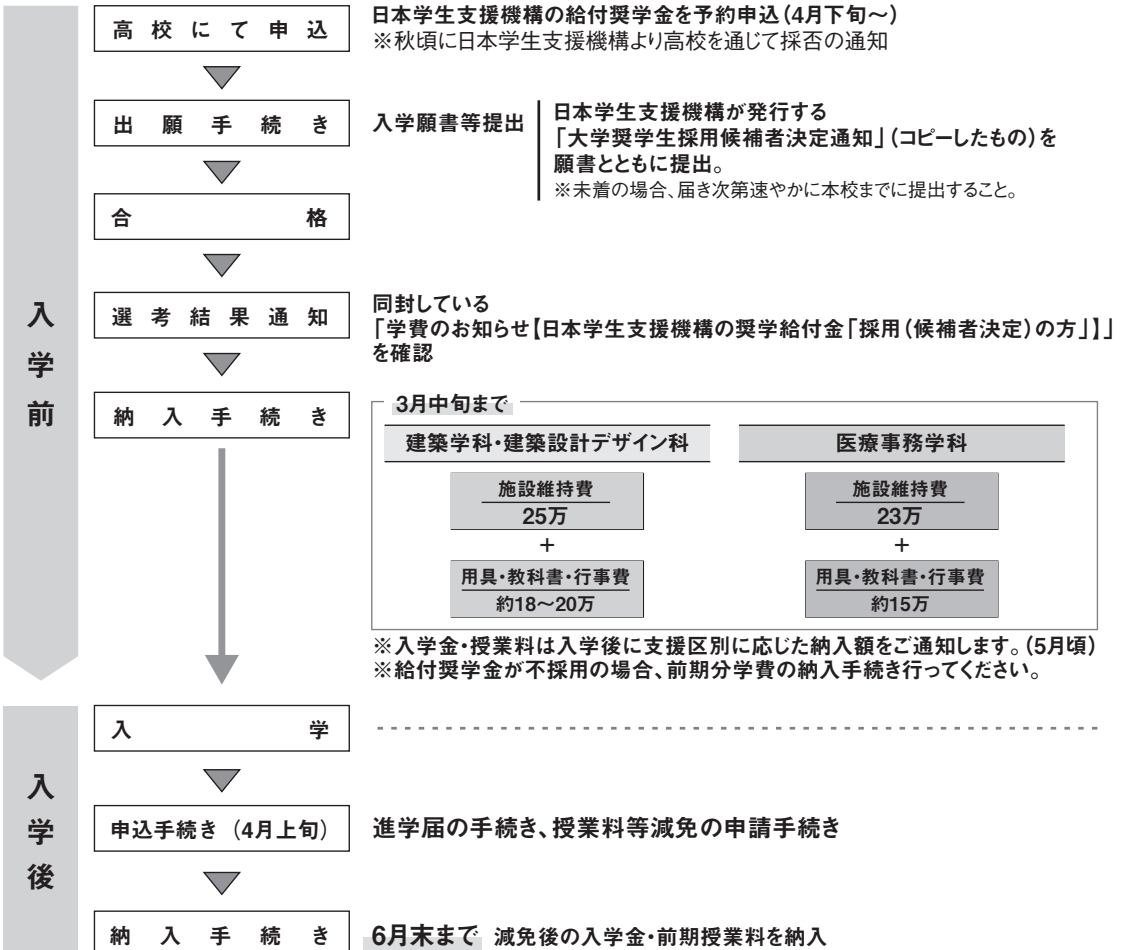 入学前
高校にて申込
日本学生支援機構の給付奨学金を予約申込(4月下旬〜)
※秋頃に日本学生支援機構より高校を通じて採否の通知
出願手続き
入学願書等提出
日本学生支援機構が発行する
「大学奨学生採用候補者決定通知」(コピーしたもの)を
願書とともに提出。
※未着の場合、届き次第速やかに本校までに提出すること。
合格
選考結果通知
同封している
「学費のお知らせ【日本学生支援機構の奨学給付金「採用(候補者決定)の方」】」
を確認
納入手続き
3月中旬まで
建築学科・建築設計デザイン科
施設維持費
25万
+
用具・教科書・行事費
約18〜20万
医療事務学科
施設維持費
23万
+
用具・教科書・行事費
約15万
※入学金・授業料は入学後に支援区別に応じた納入額をご通知します。(5月頃)
※給付奨学金が不採用の場合、前期分学費の納入手続き行ってください。
入学後
入学
申込手続き(4月上旬)
進学届の手続き、授業料等減免の申請手続き
納入手続き
6月末まで 減免後の入学金・前期授業料を納入